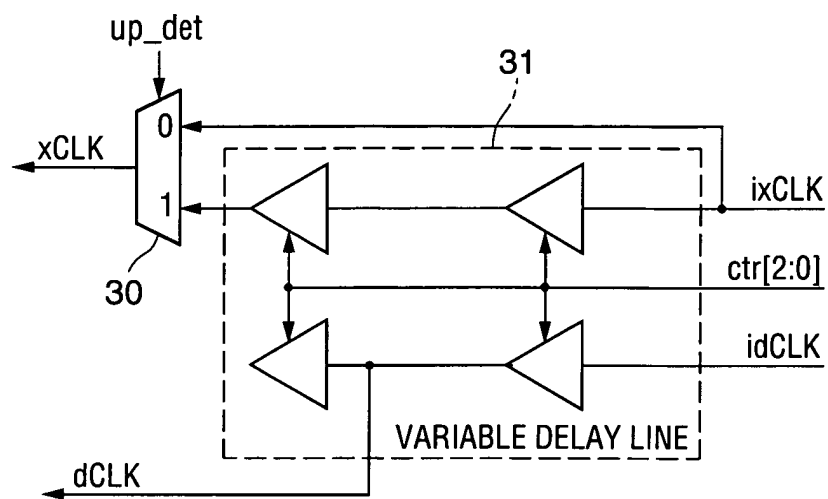 up_det
31
0
xCLK
1
ixCLK
30
ctr[2:0]
idCLK
VARIABLE DELAY LINE
dCLK